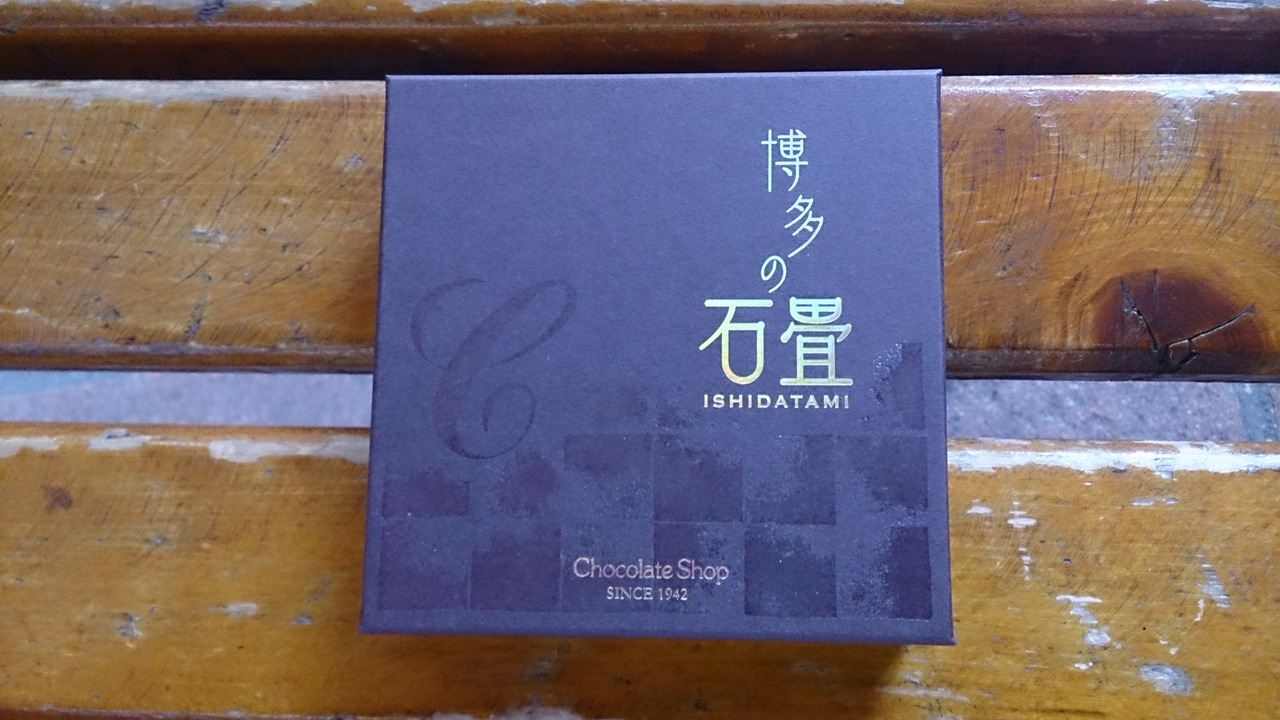 博多の
石畳
ISHIDATAMI
C
Chocolate Shop
SINCE 1942